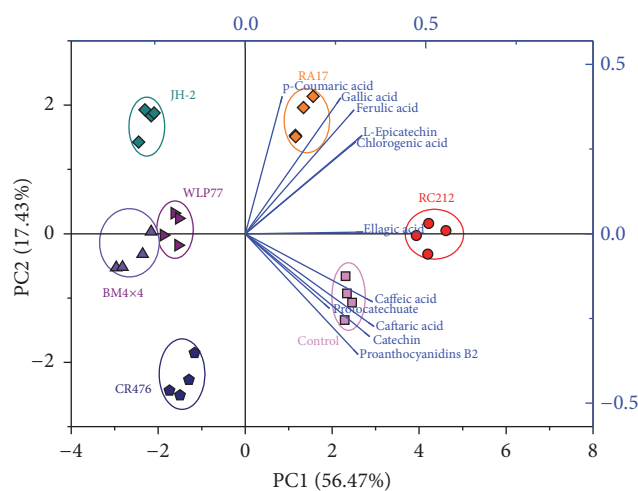 0.0 0.5
RA17
p-Coumaric acid
JH-2
Gallic acid
Ferulic acid
L-Epicatechin
Chlorogenic acid
WLP77
RC212
Ellagic acid
BM4×4
Caffeic acid
Protocatechuate
Caftaric acid
Control
Catechin
Proanthocyanidins B2
CR476
2
0
−2
0.5
0.0
−0.5
PC2 (17.43%)
−4 −2 0 2 4 6 8
PC1 (56.47%)